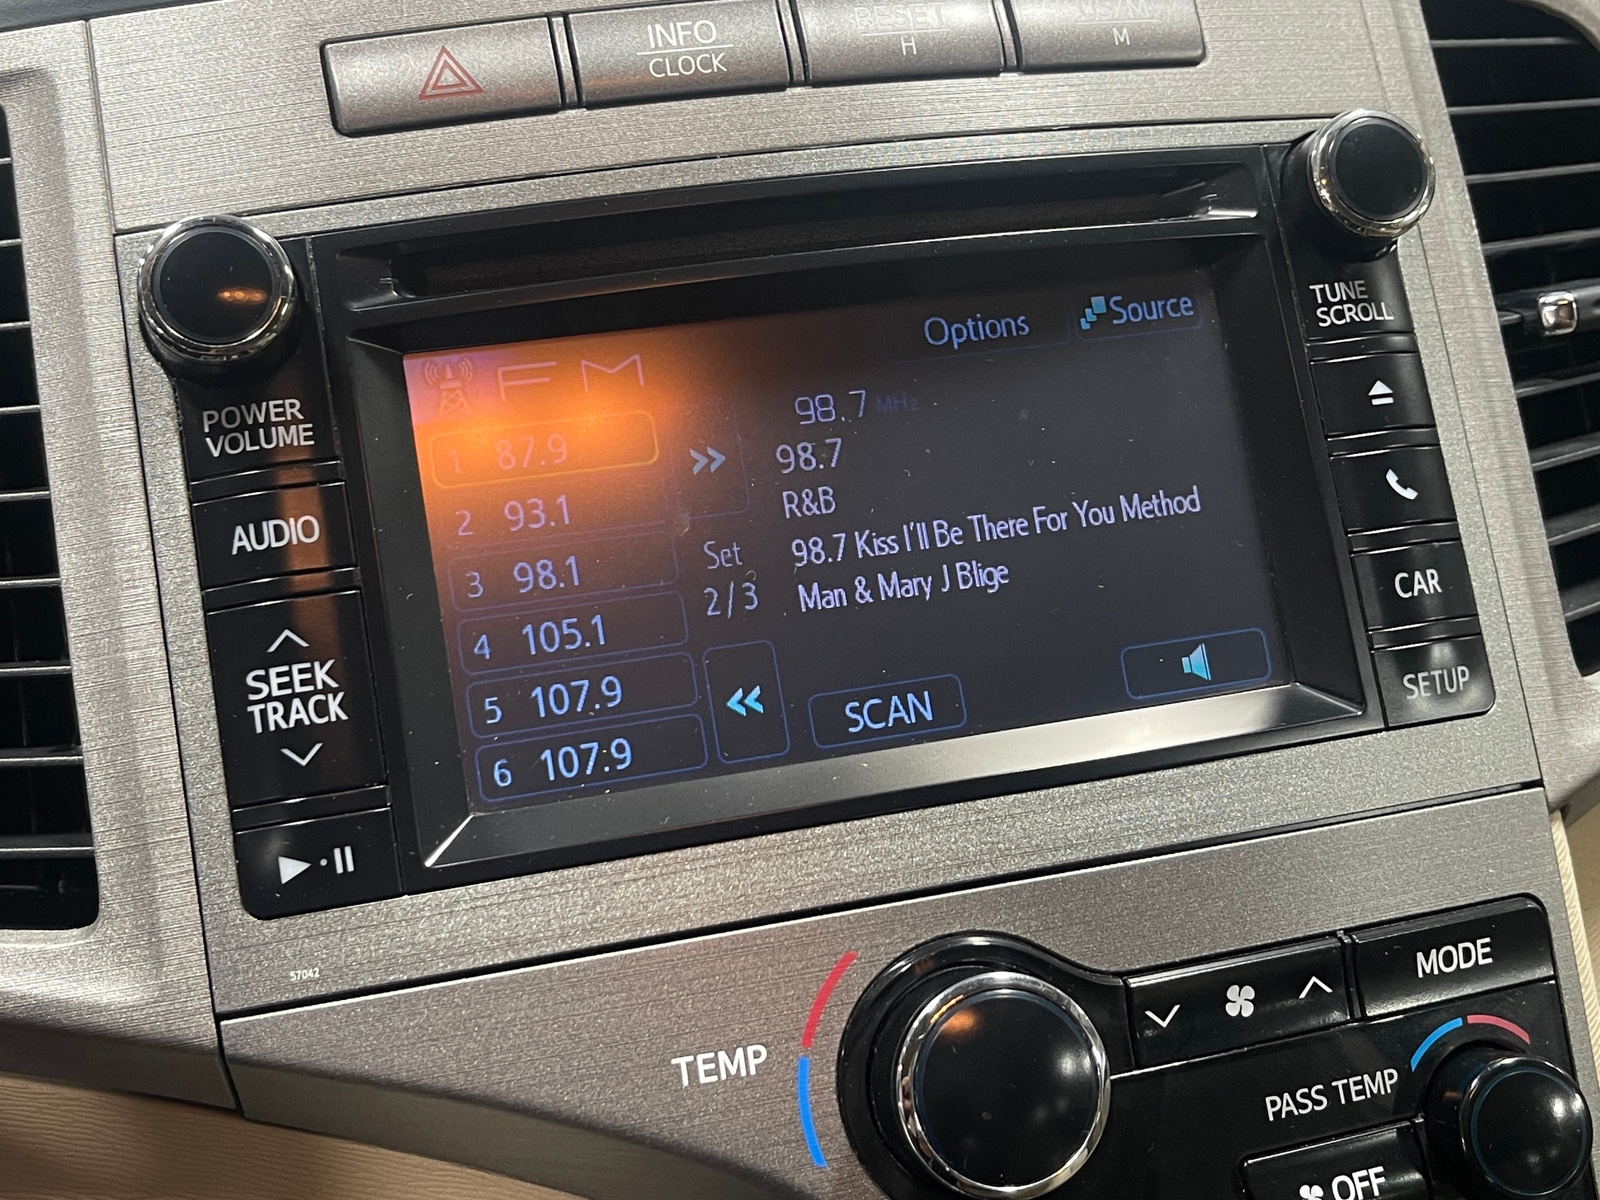 INFO
CLOCK
RESET
H
M
POWER
VOLUME
AUDIO
SEEK
TRACK
57042
FM
1 87.9
2 93.1
3 98.1
4 105.1
5 107.9
6 107.9
Set
2/3
Options
Source
98.7 MHz
98.7
R&B
98.7 Kiss I'll Be There For You Method
Man & Mary J Blige
SCAN
TUNE
SCROLL
CAR
SETUP
TEMP
MODE
PASS TEMP
OFF